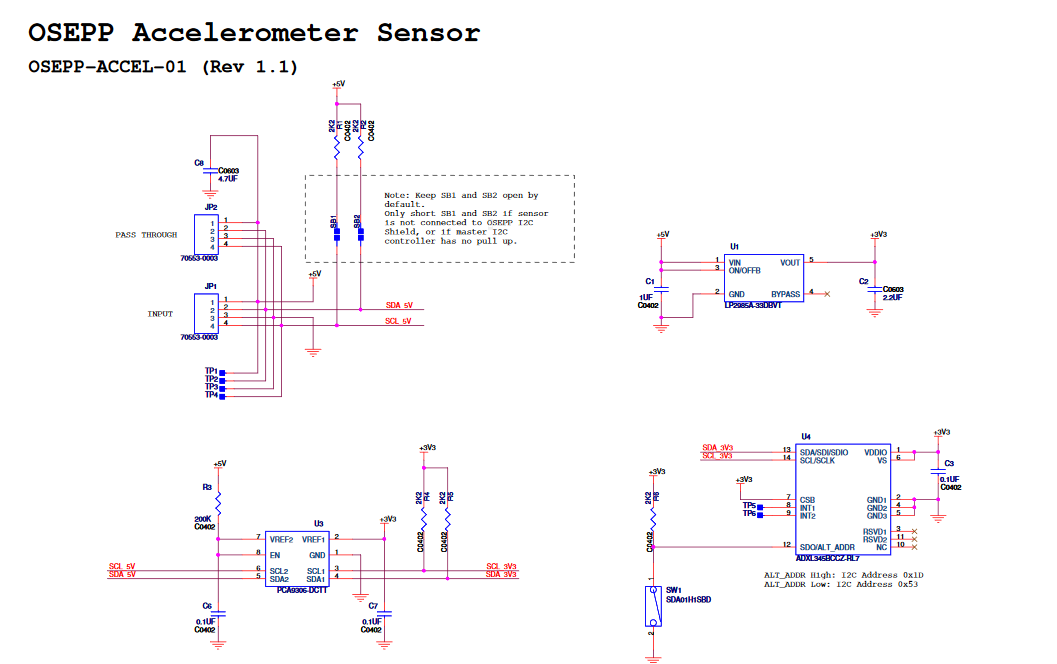 OSEPP Accelerometer Sensor
OSEPP-ACCEL-01 (Rev 1.1)
+5V
2K2
R1
C0402
2K2
R2
C0402
C8
C0603
4.7UF
Note: Keep SB1 and SB2 open by
default.
Only short SB1 and SB2 if sensor
is not connected to OSEPP I2C
Shield, or if master I2C
controller has no pull up.
SB1
SB2
JP2
PASS THROUGH
1 1
2 2
3 3
4 4
70553-0003
+5V
JP1
INPUT
1 1
2 2
3 3
4 4
70553-0003
SDA 5V
SCL 5V
TP1
TP2
TP3
TP4
+5V
U1
+3V3
1 VIN VOUT 5
3 ON/OFFB
2 GND BYPASS 4
LP2985A-33DBVT
C1
1UF
C0402
C2
C0603
2.2UF
+5V
R3
200K
C0402
+3V3
2K2
R4
C0402
2K2
R5
C0402
U3
+3V3
7 VREF2 VREF1 2
8 EN GND 1
6 SCL2 SCL1 3
5 SDA2 SDA1 4
PCA9306-DCTT
SCL 5V
SDA 5V
SCL 3V3
SDA 3V3
C6
0.1UF
C0402
C7
0.1UF
C0402
U4
+3V3
SDA 3V3
SCL 3V3
13 SDA/SDI/SDIO VDDIO 1
14 SCL/SCLK VS 6
C3
0.1UF
C0402
+3V3
+3V3
7 CSB GND1 2
TP5 8 INT1 GND2 4
TP6 9 INT2 GND3 5
RSVD1 3
RSVD2 11
12 SDO/ALT_ADDR NC 10
ADXL345BCCZ-RL7
2K2
R6
C0402
ALT_ADDR High: I2C Address 0x1D
ALT_ADDR Low: I2C Address 0x53
1
SW1
SDA01H1SBD
2